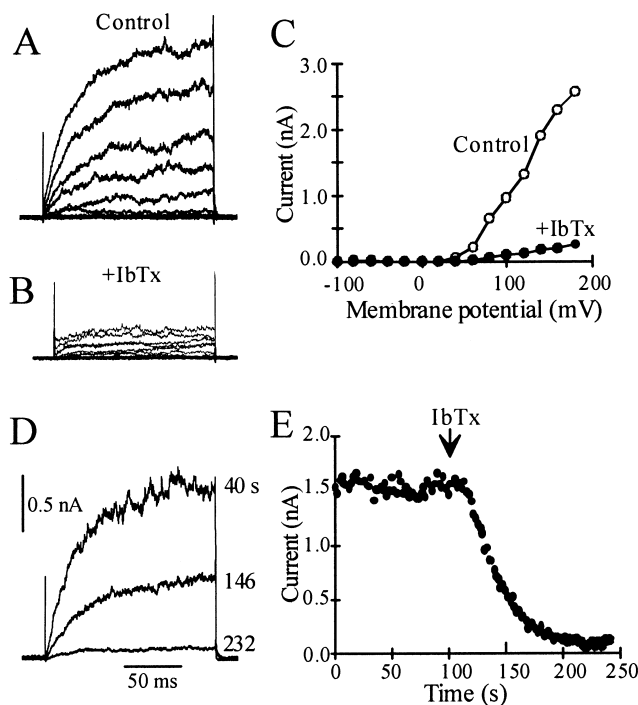 A
Control
B
+IbTx
C
Current (nA)
3.0
2.0
1.0
0.0
Control
+IbTx
-100
0
100
200
Membrane potential (mV)
D
0.5 nA
40 s
146
232
50 ms
E
IbTx
Current (nA)
2.0
1.5
1.0
0.5
0.0
0
50
100
150
200
250
Time (s)